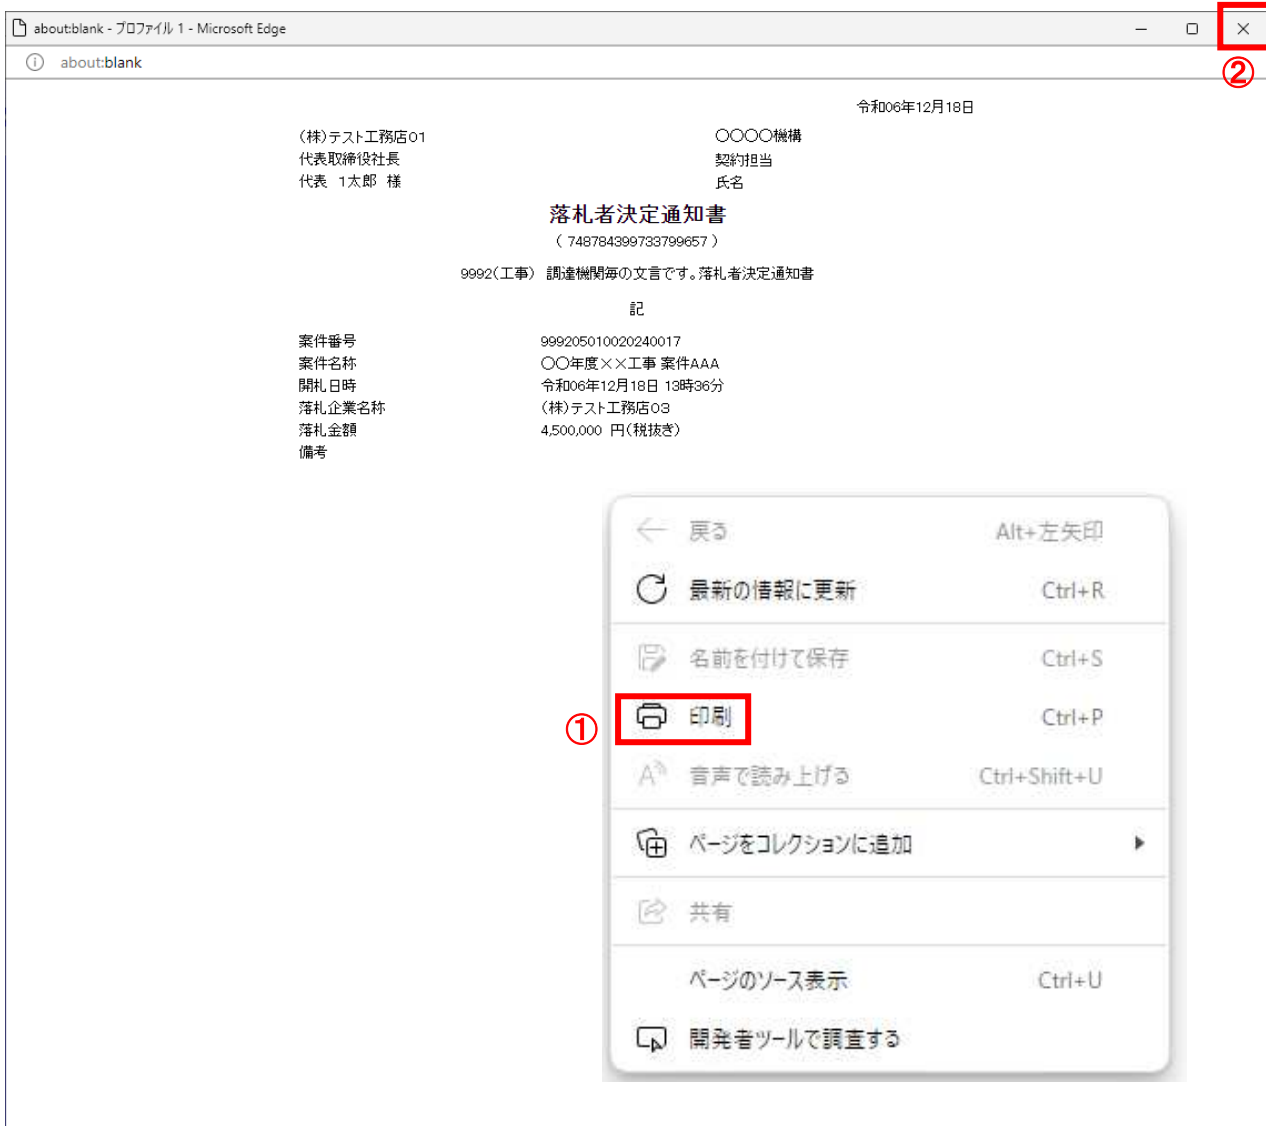 about:blank - プロファイル 1 - Microsoft Edge
②
about:blank
令和06年12月18日
(株)テスト工務店01
〇〇〇〇機構
代表取締役社長
契約担当
代表 1太郎 様
氏名
落札者決定通知書
( 748784399733799657 )
9992(工事) 調達機関毎の文言です。落札者決定通知書
記
案件番号 999205010020240017
案件名称 〇〇年度××工事 案件AAA
開札日時 令和06年12月18日 13時36分
落札企業名称 (株)テスト工務店03
落札金額 4,500,000 円(税抜き)
備考
戻る Alt+左矢印
最新の情報に更新 Ctrl+R
名前を付けて保存 Ctrl+S
① 印刷 Ctrl+P
音声で読み上げる Ctrl+Shift+U
ページをコレクションに追加
共有
ページのソース表示 Ctrl+U
開発者ツールで調査する